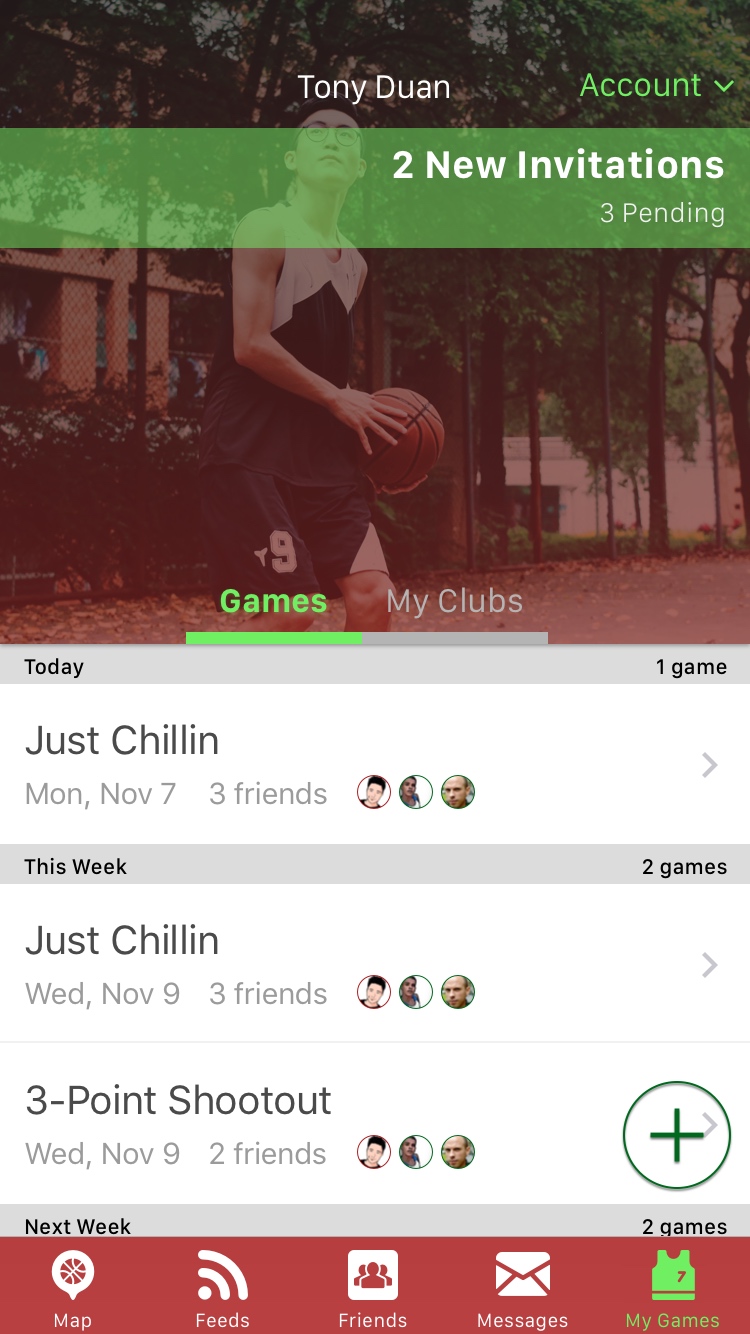 Tony Duan
Account
2 New Invitations
3 Pending
9
Games
My Clubs
Today
1 game
Just Chillin
Mon, Nov 7
3 friends
This Week
2 games
Just Chillin
Wed, Nov 9
3 friends
3-Point Shootout
Wed, Nov 9
2 friends
Next Week
2 games
7
Map
Feeds
Friends
Messages
My Games